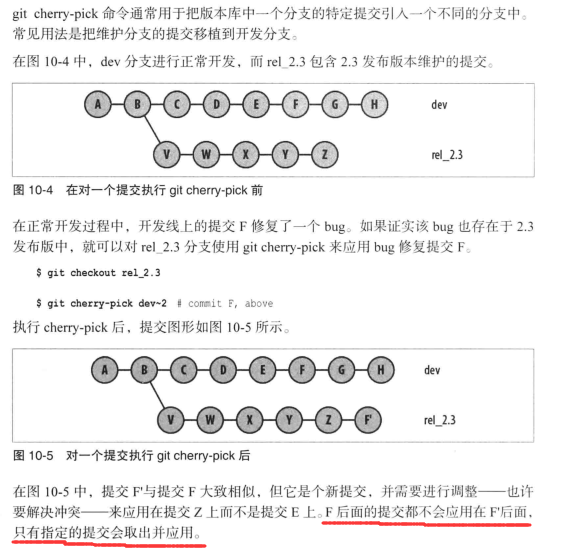 git cherry-pick 命令通常用于把版本库中一个分支的特定提交引入一个不同的分支中。
常见用法是把维护分支的提交移植到开发分支。
在图 10-4 中，dev 分支进行正常开发，而 rel_2.3 包含 2.3 发布版本维护的提交。
A B C D E F G H dev
V W X Y Z rel_2.3
图 10-4 在对一个提交执行 git cherry-pick 前
在正常开发过程中，开发线上的提交 F 修复了一个 bug。如果证实该 bug 也存在于 2.3
发布版中，就可以对 rel_2.3 分支使用 git cherry-pick 来应用 bug 修复提交 F。
$ git checkout rel_2.3
$ git cherry-pick dev~2 # commit F, above
执行 cherry-pick 后，提交图形如图 10-5 所示。
A B C D E F G H dev
V W X Y Z F' rel_2.3
图 10-5 对一个提交执行 git cherry-pick 后
在图 10-5 中，提交 F'与提交 F 大致相似，但它是个新提交，并需要进行调整——也许
要解决冲突——来应用在提交 Z 上而不是提交 E 上。F 后面的提交都不会应用在 F'后面，
只有指定的提交会取出并应用。